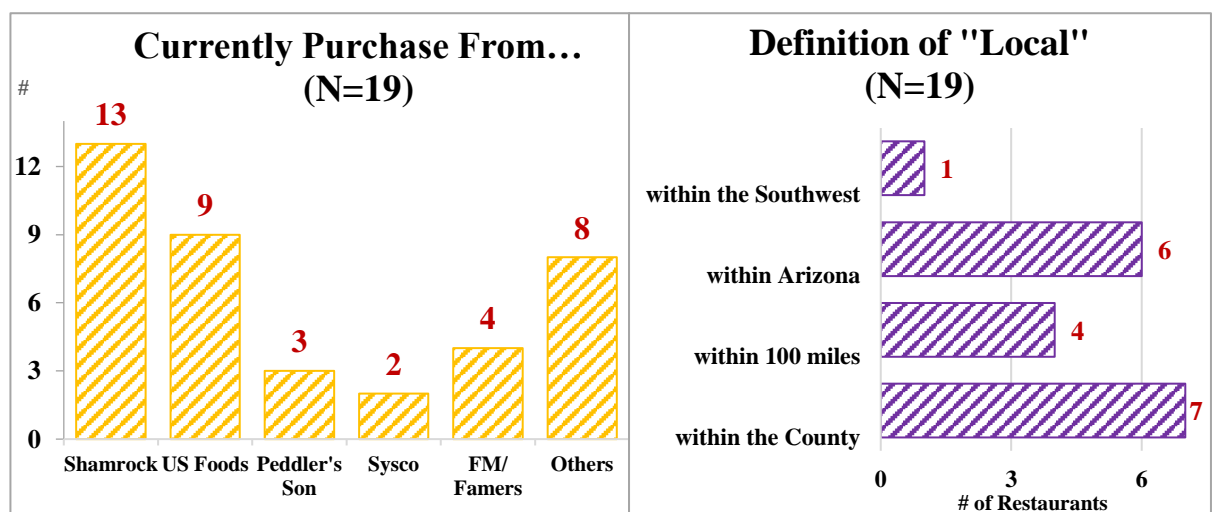 Currently Purchase From…
(N=19)
#
13
12
9
9
8
6
4
3
3
2
0
Shamrock US Foods Peddler's Son Sysco FM/ Famers Others
Definition of "Local"
(N=19)
within the Southwest
1
within Arizona
6
within 100 miles
4
within the County
7
0 3 6
# of Restaurants